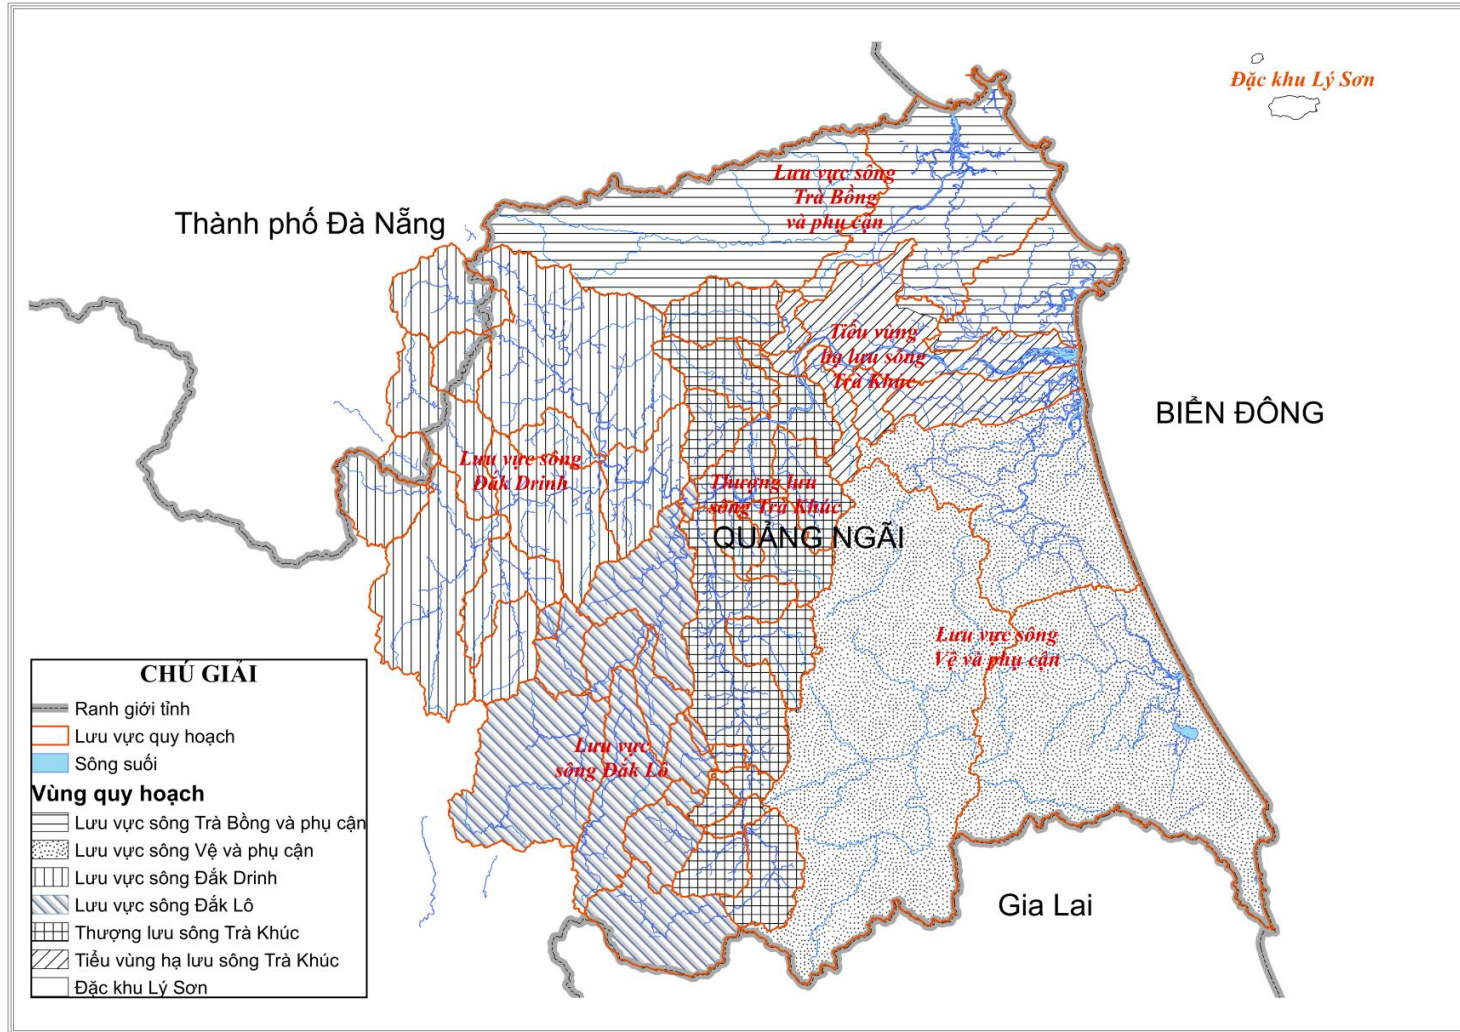 Đặc khu Lý Sơn
Lưu vực sông
Trà Bồng
và phụ cận
Thành phố Đà Nẵng
Tiểu vùng
hạ lưu sông
Trà Khúc
BIỂN ĐÔNG
Lưu vực sông
Đắk Drinh
Thượng lưu
sông Trà Khúc
QUẢNG NGÃI
Lưu vực sông
Vệ và phụ cận
Lưu vực
sông Đắk Lô
Gia Lai
CHÚ GIẢI
Ranh giới tỉnh
Lưu vực quy hoạch
Sông suối
Vùng quy hoạch
Lưu vực sông Trà Bồng và phụ cận
Lưu vực sông Vệ và phụ cận
Lưu vực sông Đắk Drinh
Lưu vực sông Đắk Lô
Thượng lưu sông Trà Khúc
Tiểu vùng hạ lưu sông Trà Khúc
Đặc khu Lý Sơn